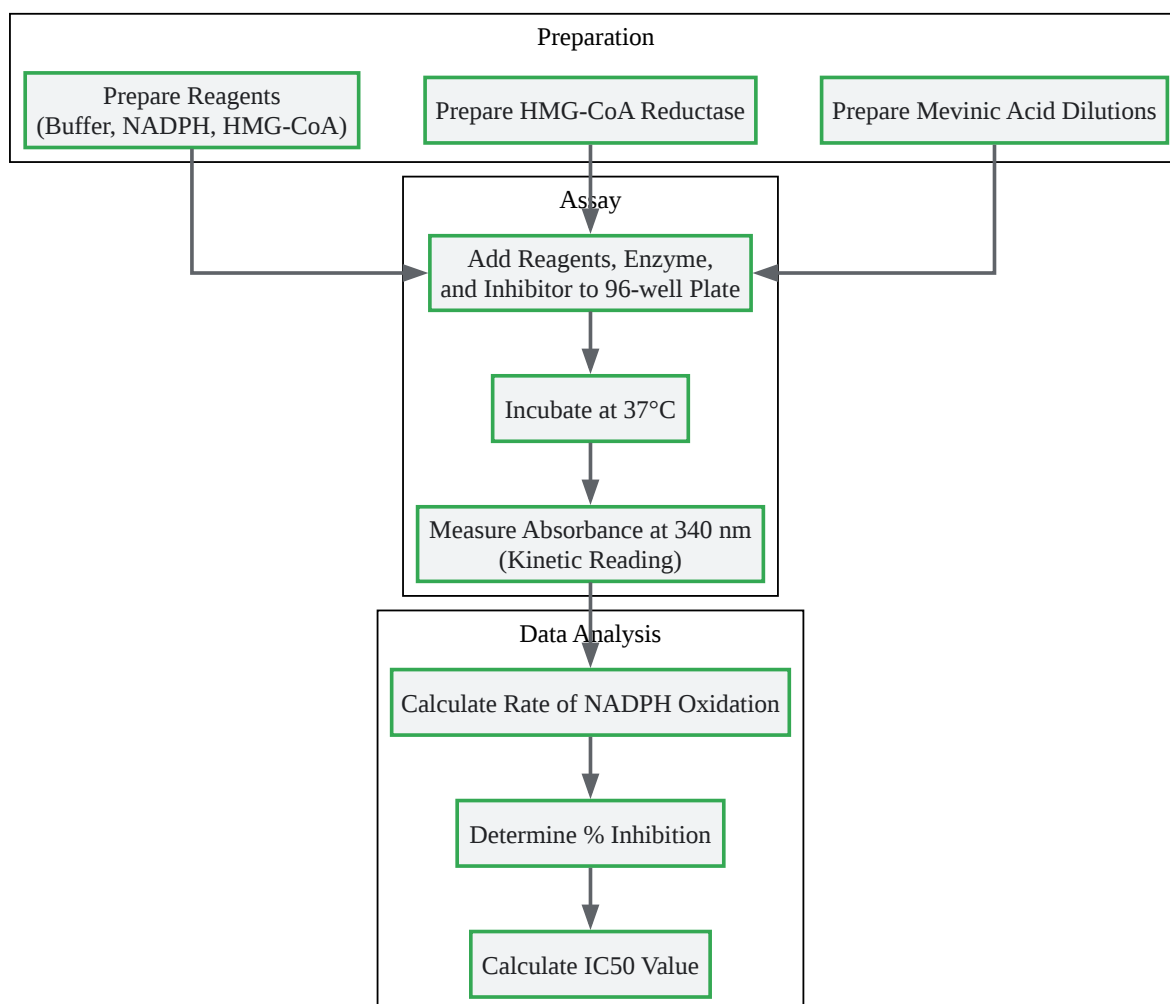 Preparation
Prepare Reagents
(Buffer, NADPH, HMG-CoA)
Prepare HMG-CoA Reductase
Prepare Mevinic Acid Dilutions
Assay
Add Reagents, Enzyme,
and Inhibitor to 96-well Plate
Incubate at 37°C
Measure Absorbance at 340 nm
(Kinetic Reading)
Data Analysis
Calculate Rate of NADPH Oxidation
Determine % Inhibition
Calculate IC50 Value